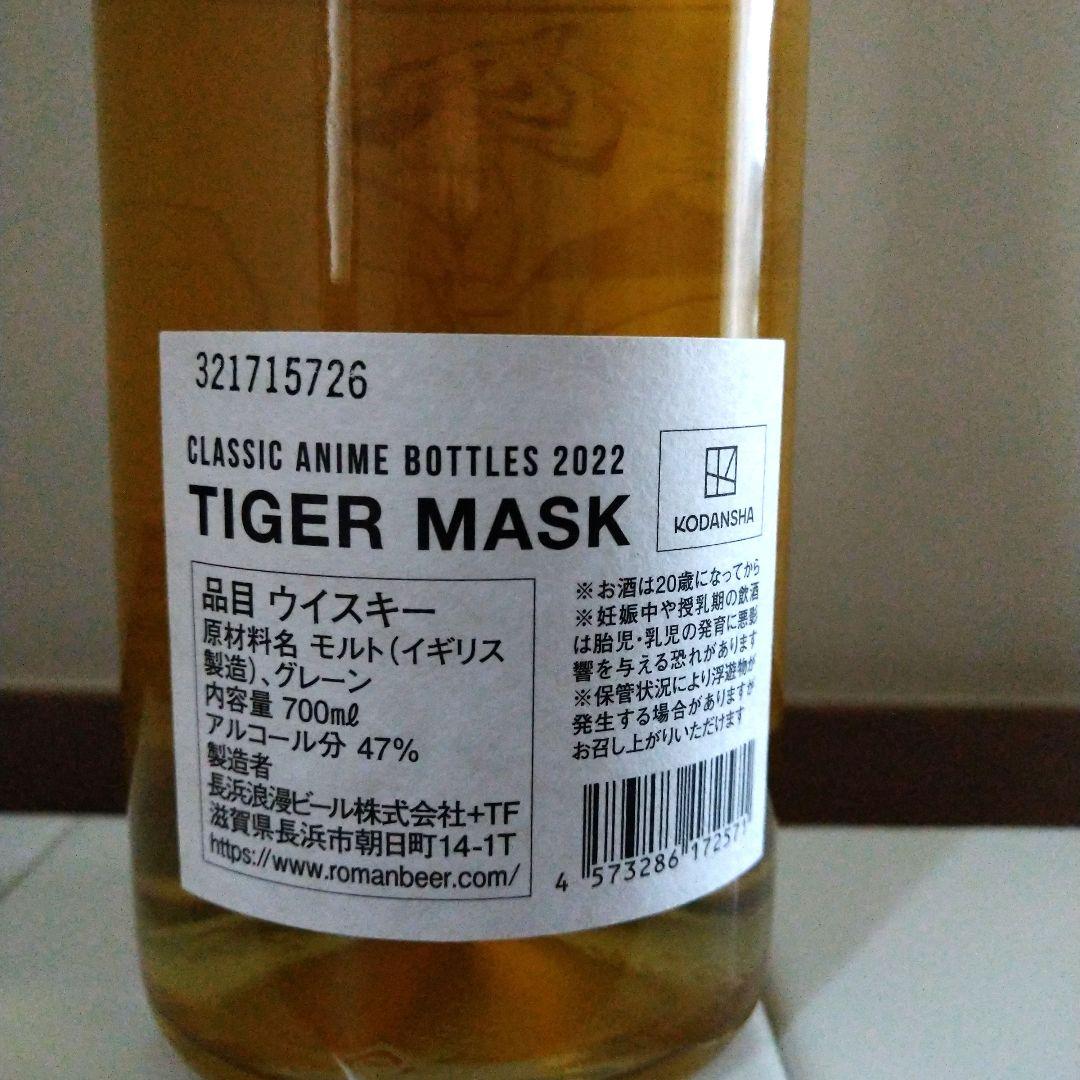 321715726
CLASSIC ANIME BOTTLES 2022
TIGER MASK
KODANSHA
品目 ウイスキー
原材料名 モルト(イギリス
製造)、グレーン
内容量 700㎖
アルコール分 47%
製造者
長浜浪漫ビール株式会社+TF
滋賀県長浜市朝日町14-1T
https://www.romanbeer.com/
※お酒は20歳になってから
※妊娠中や授乳期の飲酒
は胎児・乳児の発育に悪影
響を与える恐れがあります
※保管状況により浮遊物が
発生する場合がありますが
お召し上がりいただけます
4 573286 172571